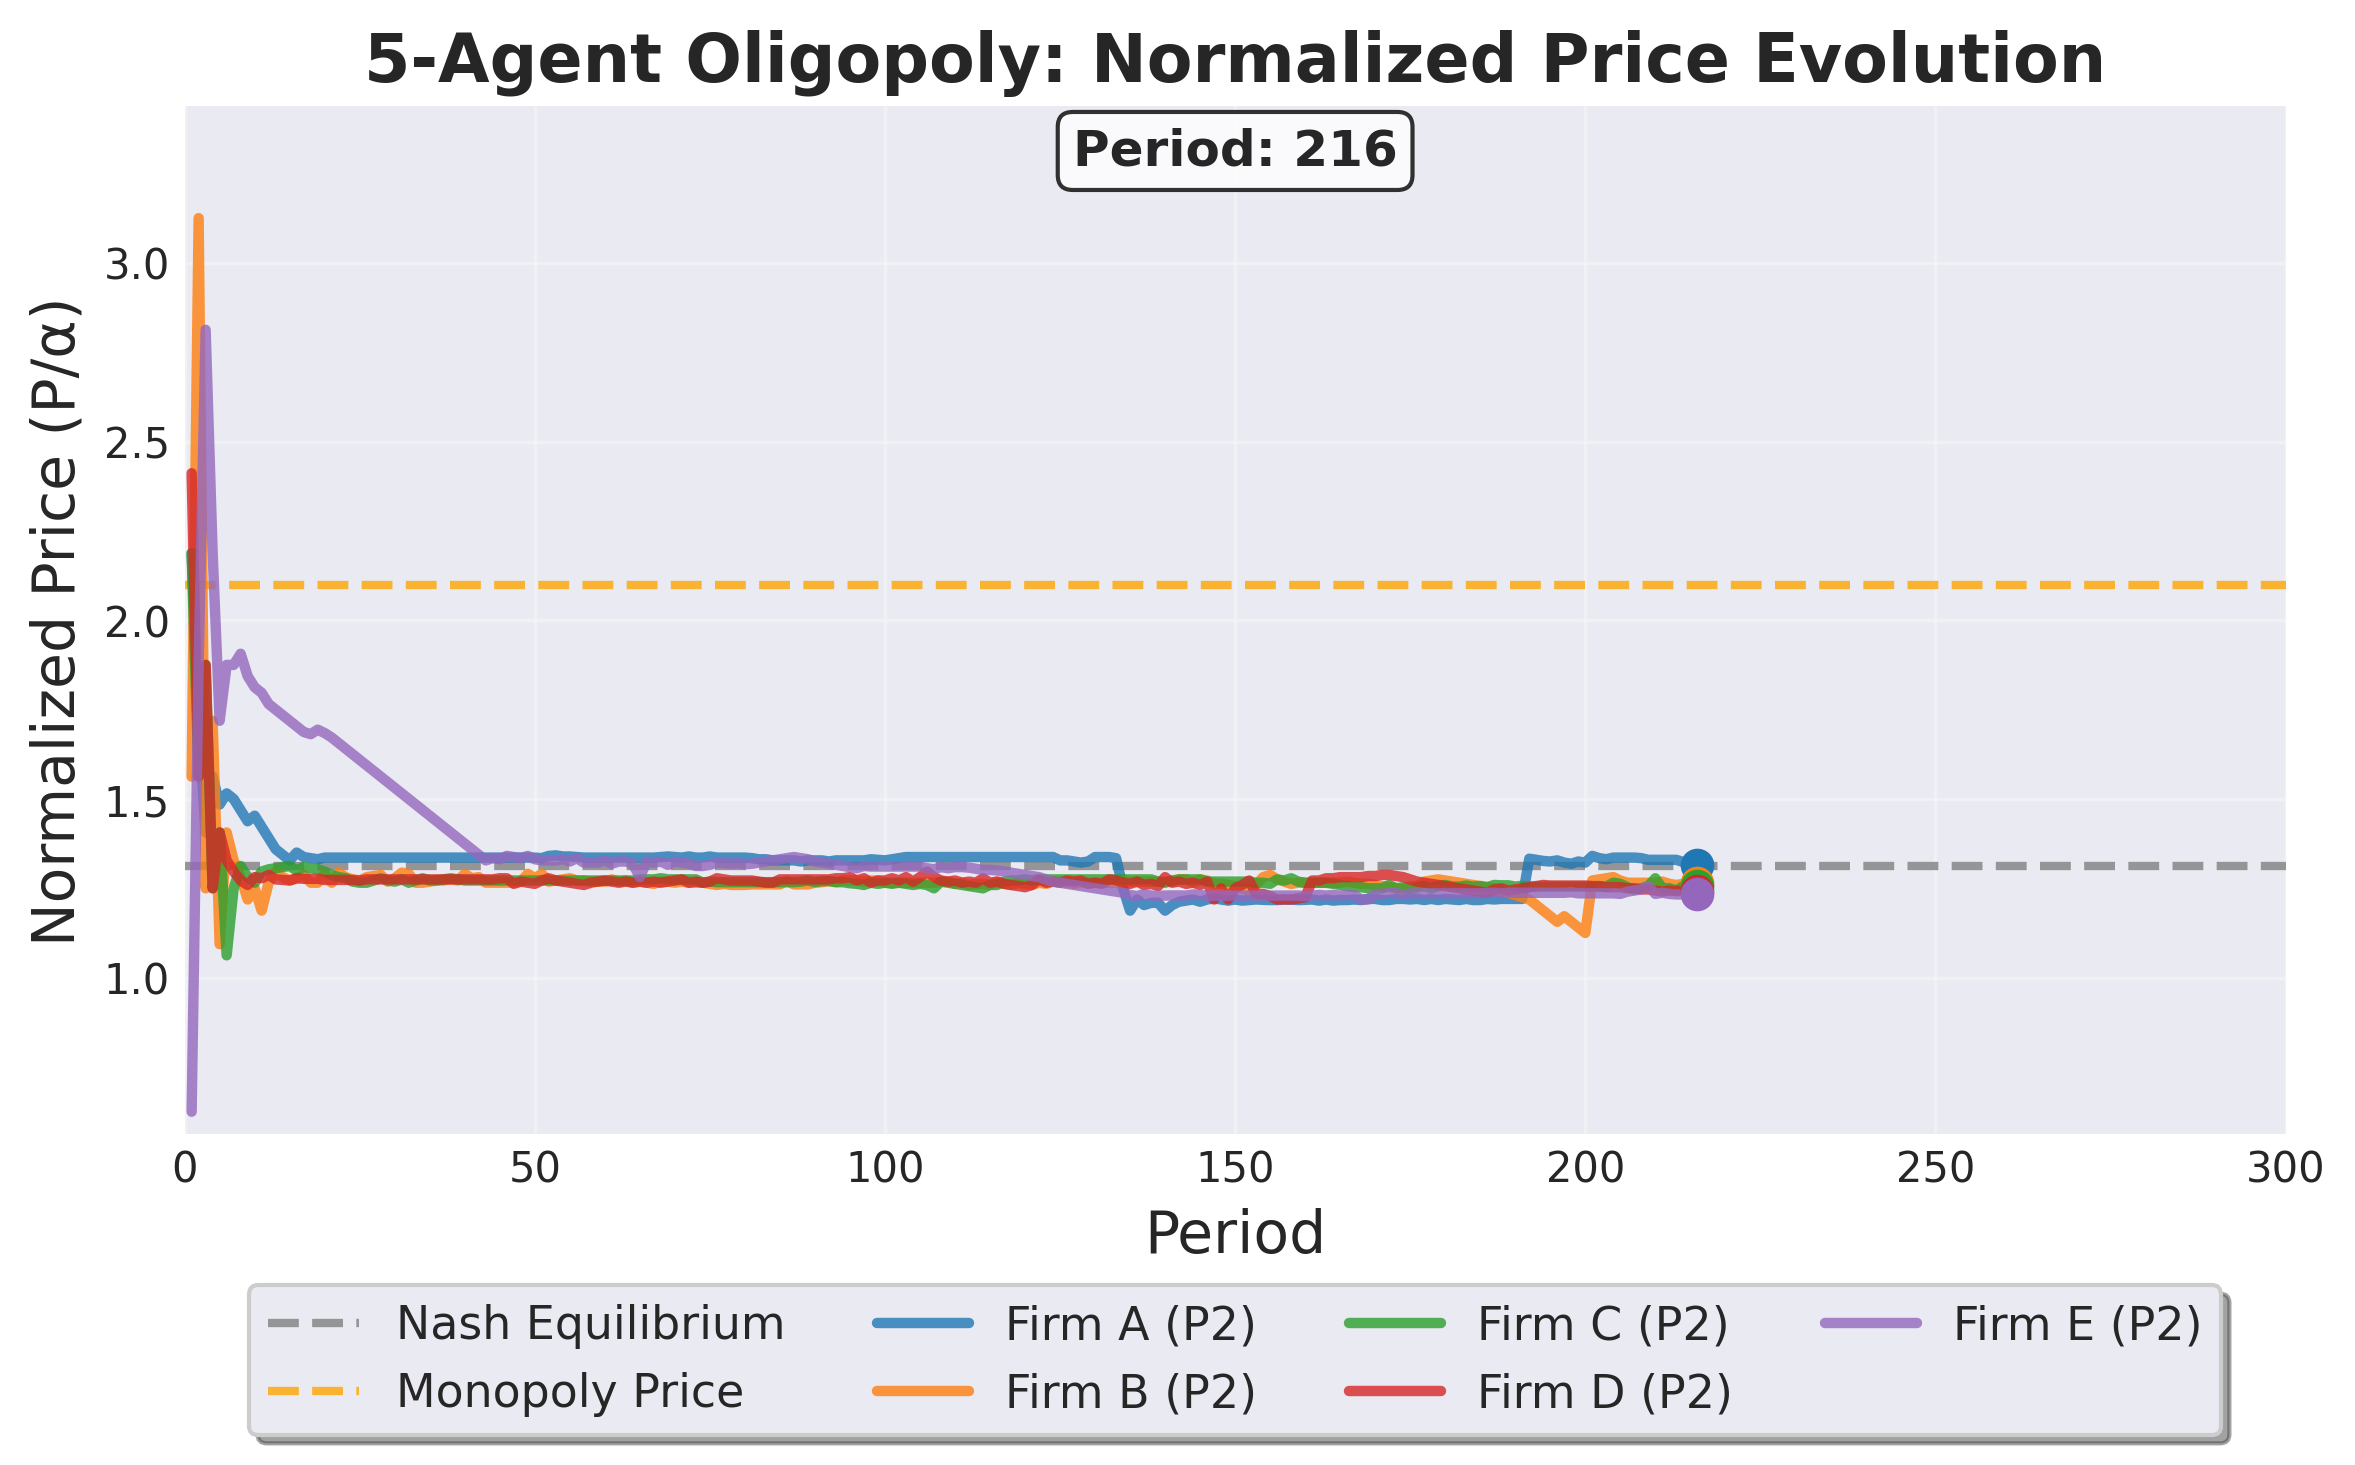 5-Agent Oligopoly: Normalized Price Evolution
Period: 216
Normalized Price (P/α)
3.0
2.5
2.0
1.5
1.0
0
50
100
150
200
250
300
Period
Nash Equilibrium
Monopoly Price
Firm A (P2)
Firm B (P2)
Firm C (P2)
Firm D (P2)
Firm E (P2)